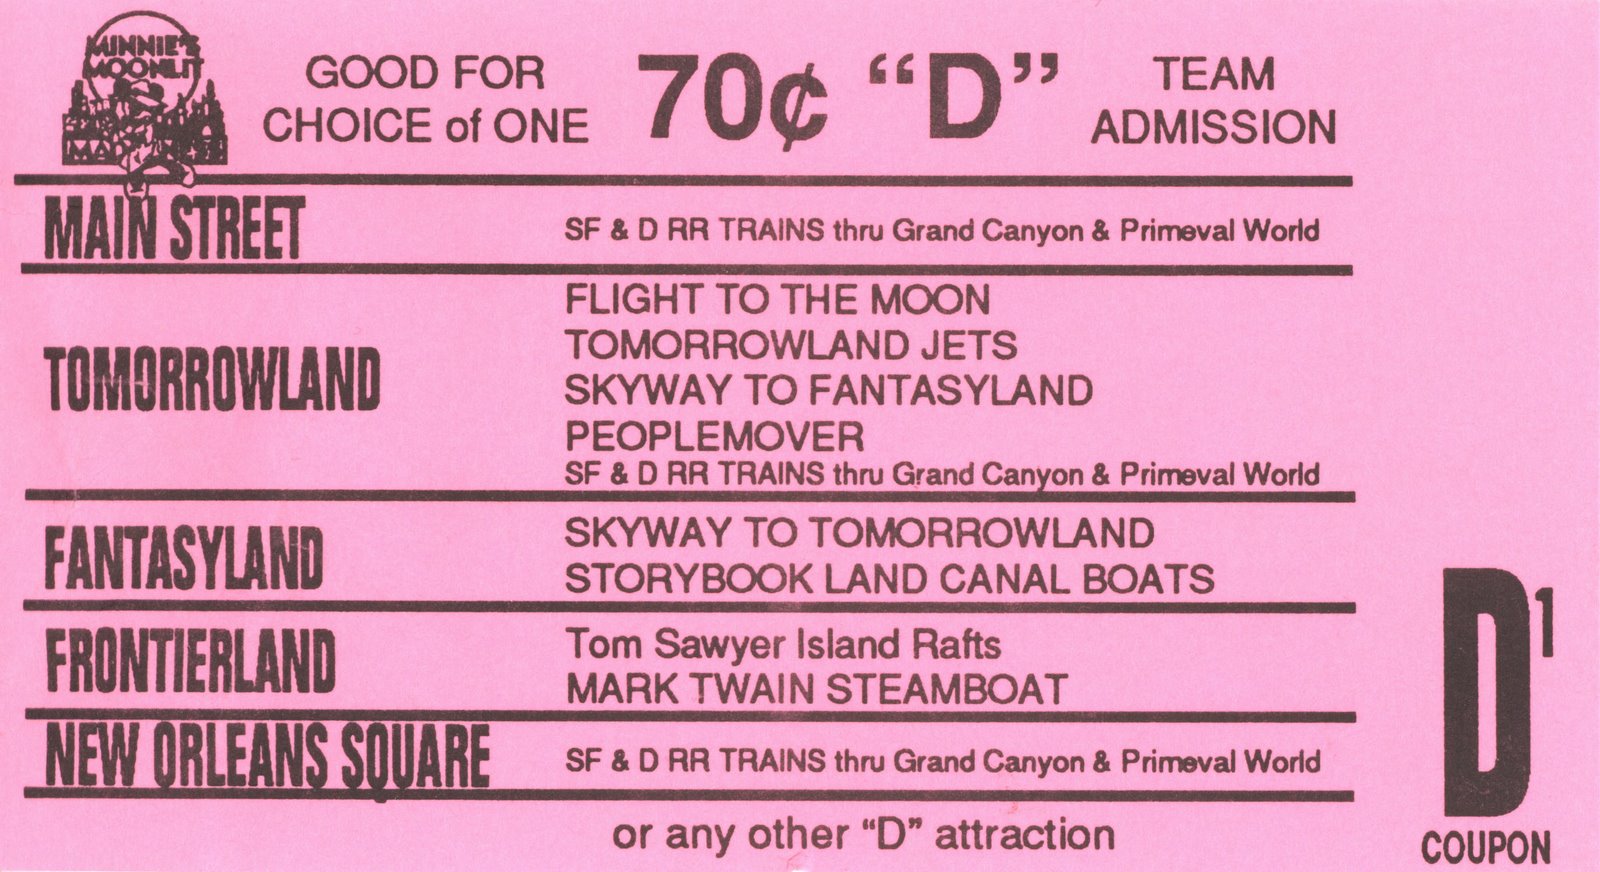 MINNIE'S
MOONLIT
MADNESS
GOOD FOR
CHOICE of ONE
70¢ “D”
TEAM
ADMISSION
MAIN STREET
SF & D RR TRAINS thru Grand Canyon & Primeval World
TOMORROWLAND
FLIGHT TO THE MOON
TOMORROWLAND JETS
SKYWAY TO FANTASYLAND
PEOPLEMOVER
SF & D RR TRAINS thru Grand Canyon & Primeval World
FANTASYLAND
SKYWAY TO TOMORROWLAND
STORYBOOK LAND CANAL BOATS
FRONTIERLAND
Tom Sawyer Island Rafts
MARK TWAIN STEAMBOAT
NEW ORLEANS SQUARE
SF & D RR TRAINS thru Grand Canyon & Primeval World
or any other “D” attraction
D1
COUPON